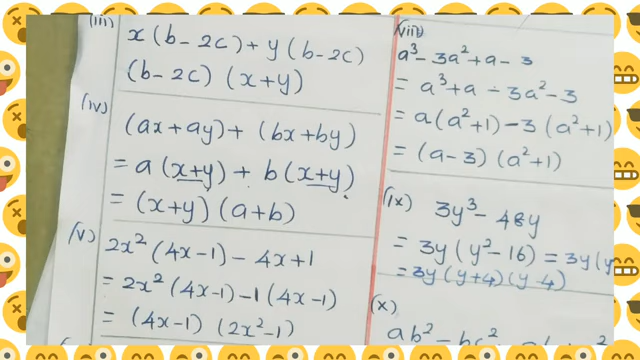 (iii)
x(b-2c)+y(b-2c)
(b-2c) (x+y)
(iv)
(ax+ay)+(bx+by)
= a(x+y)+b(x+y)
= (x+y) (a+b)
(v)
2x²(4x-1)-4x+1
= 2x²(4x-1)-1(4x-1)
= (4x-1) (2x²-1)
(viii)
a³-3a²+a-3
= a³+a-3a²-3
= a(a²+1)-3(a²+1)
= (a-3) (a²+1)
(ix) 3y³-48y
= 3y(y²-16) = 3y(y
= 3y(y+4)(y-4)
(x)
ab²-bc²